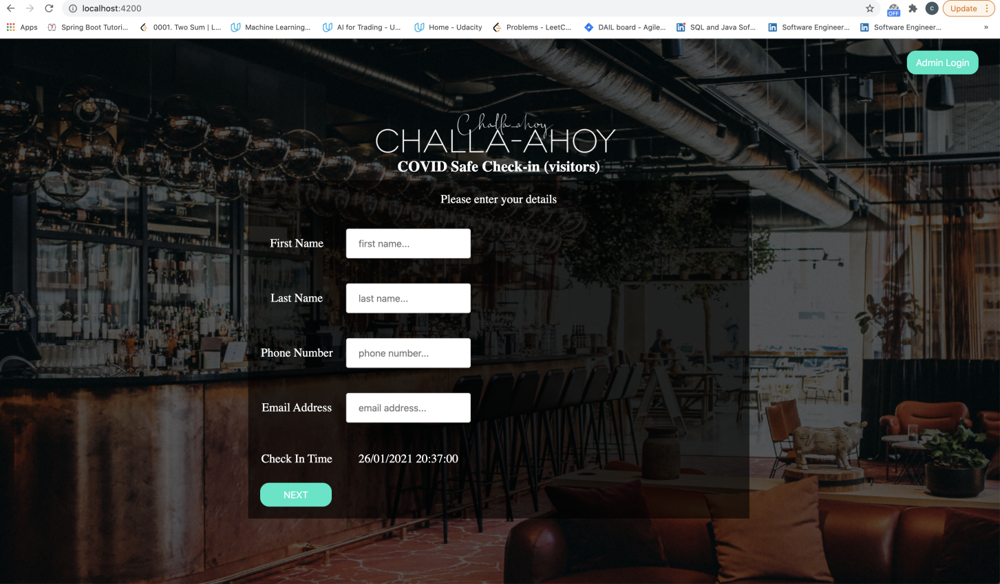 localhost:4200
Update
OFF
C
Apps
Spring Boot Tutori...
0001. Two Sum | L...
Machine Learning...
AI for Trading - U...
Home - Udacity
Problems - LeetC...
DAIL board - Agile...
SQL and Java Sof...
Software Engineer...
Software Engineer...
»
Admin Login
Challa-ahoy
CHALLA-AHOY
COVID Safe Check-in (visitors)
Please enter your details
First Name first name...
Last Name last name...
Phone Number phone number...
Email Address email address...
Check In Time 26/01/2021 20:37:00
NEXT